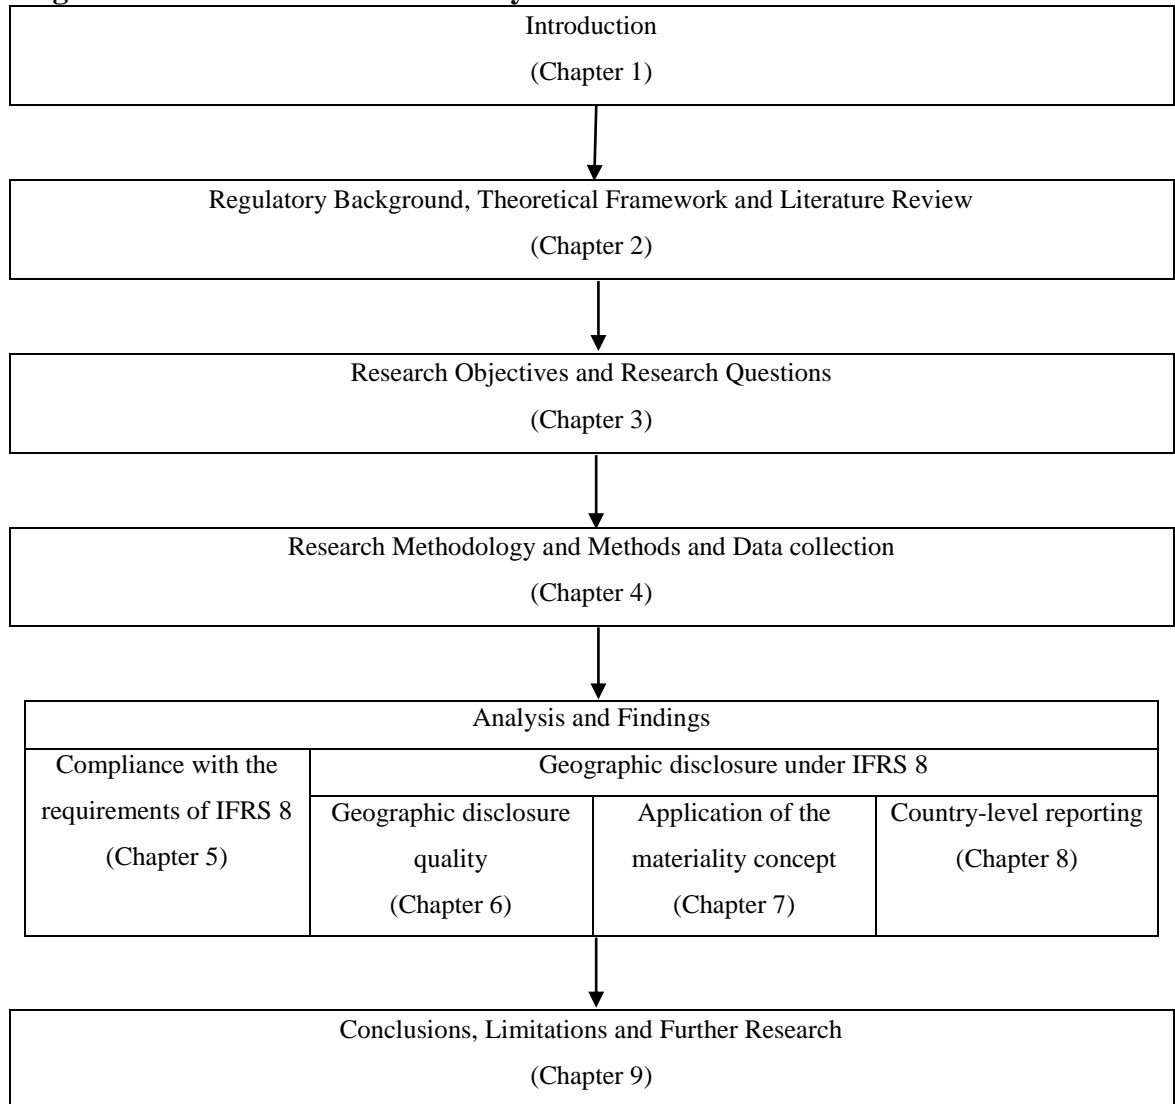 Introduction
(Chapter 1)
Regulatory Background, Theoretical Framework and Literature Review
(Chapter 2)
Research Objectives and Research Questions
(Chapter 3)
Research Methodology and Methods and Data collection
(Chapter 4)
Analysis and Findings
Compliance with the
requirements of IFRS 8
(Chapter 5)
Geographic disclosure under IFRS 8
Geographic disclosure
quality
(Chapter 6)
Application of the
materiality concept
(Chapter 7)
Country-level reporting
(Chapter 8)
Conclusions, Limitations and Further Research
(Chapter 9)